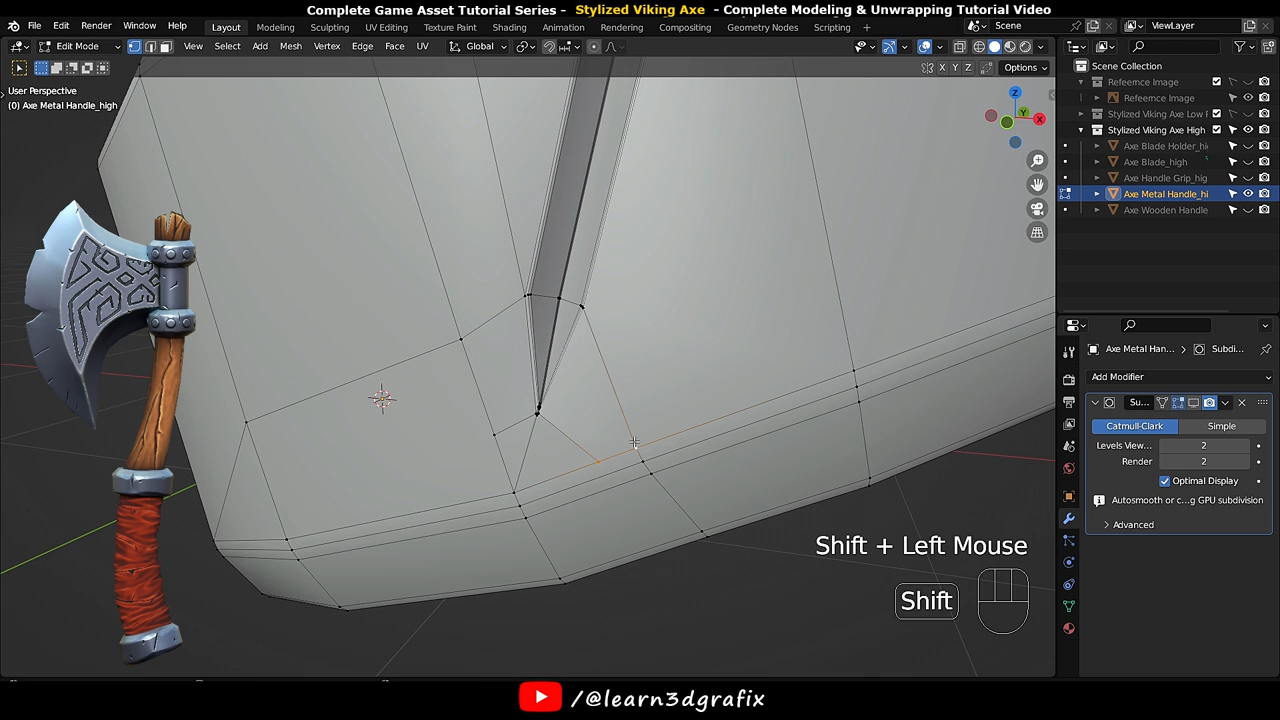 Complete Game Asset Tutorial Series - Stylized Viking Axe - Complete Modeling & Unwrapping Tutorial Video
File Edit Render Window Help Layout Modeling Sculpting UV Editing Texture Paint Shading Animation Rendering Compositing Geometry Nodes Scripting Scene ViewLayer
Edit Mode View Select Add Mesh Vertex Edge Face UV Global
X Y Z Options
User Perspective
(0) Axe Metal Handle_high
Z
Y
X
Scene Collection
Refeernce Image
Refeernce Image
Stylized Viking Axe Low
Stylized Viking Axe High
Axe Blade Holder_hi
Axe Blade_high
Axe Handle Grip_hig
Axe Metal Handle_hi
Axe Wooden Handle
Axe Metal Han... Subdi...
Add Modifier
Su...
Catmull-Clark Simple
Levels View... 2
Render 2
Optimal Display
Autosmooth or c...g GPU subdivision
Advanced
Shift + Left Mouse
Shift
/@learn3dgrafix